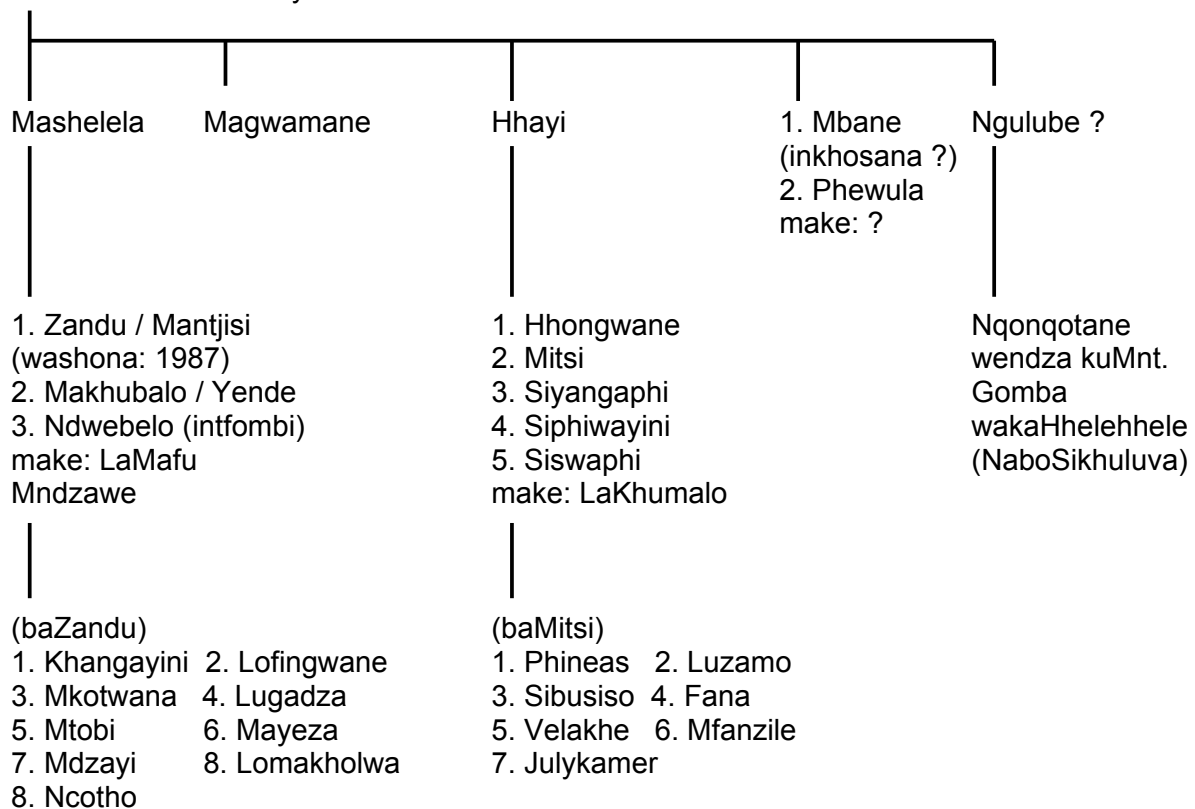 Mashelela Magwamane Hhayi 1. Mbane Ngulube ?
(inkhosana ?)
2. Phewula
make: ?
1. Zandu / Mantjisi
(washona: 1987)
2. Makhubalo / Yende
3. Ndwebelo (intfombi)
make: LaMafu
Mndzawe
1. Hhongwane
2. Mitsi
3. Siyangaphi
4. Siphiwayini
5. Siswaphi
make: LaKhumalo
Nqonqotane
wendza kuMnt.
Gomba
wakaHhelehhele
(NaboSikhuluva)
(baZandu)
1. Khangayini 2. Lofingwane
3. Mkotwana 4. Lugadza
5. Mtobi 6. Mayeza
7. Mdzayi 8. Lomakholwa
8. Ncotho
(baMitsi)
1. Phineas 2. Luzamo
3. Sibusiso 4. Fana
5. Velakhe 6. Mfanzile
7. Julykamer